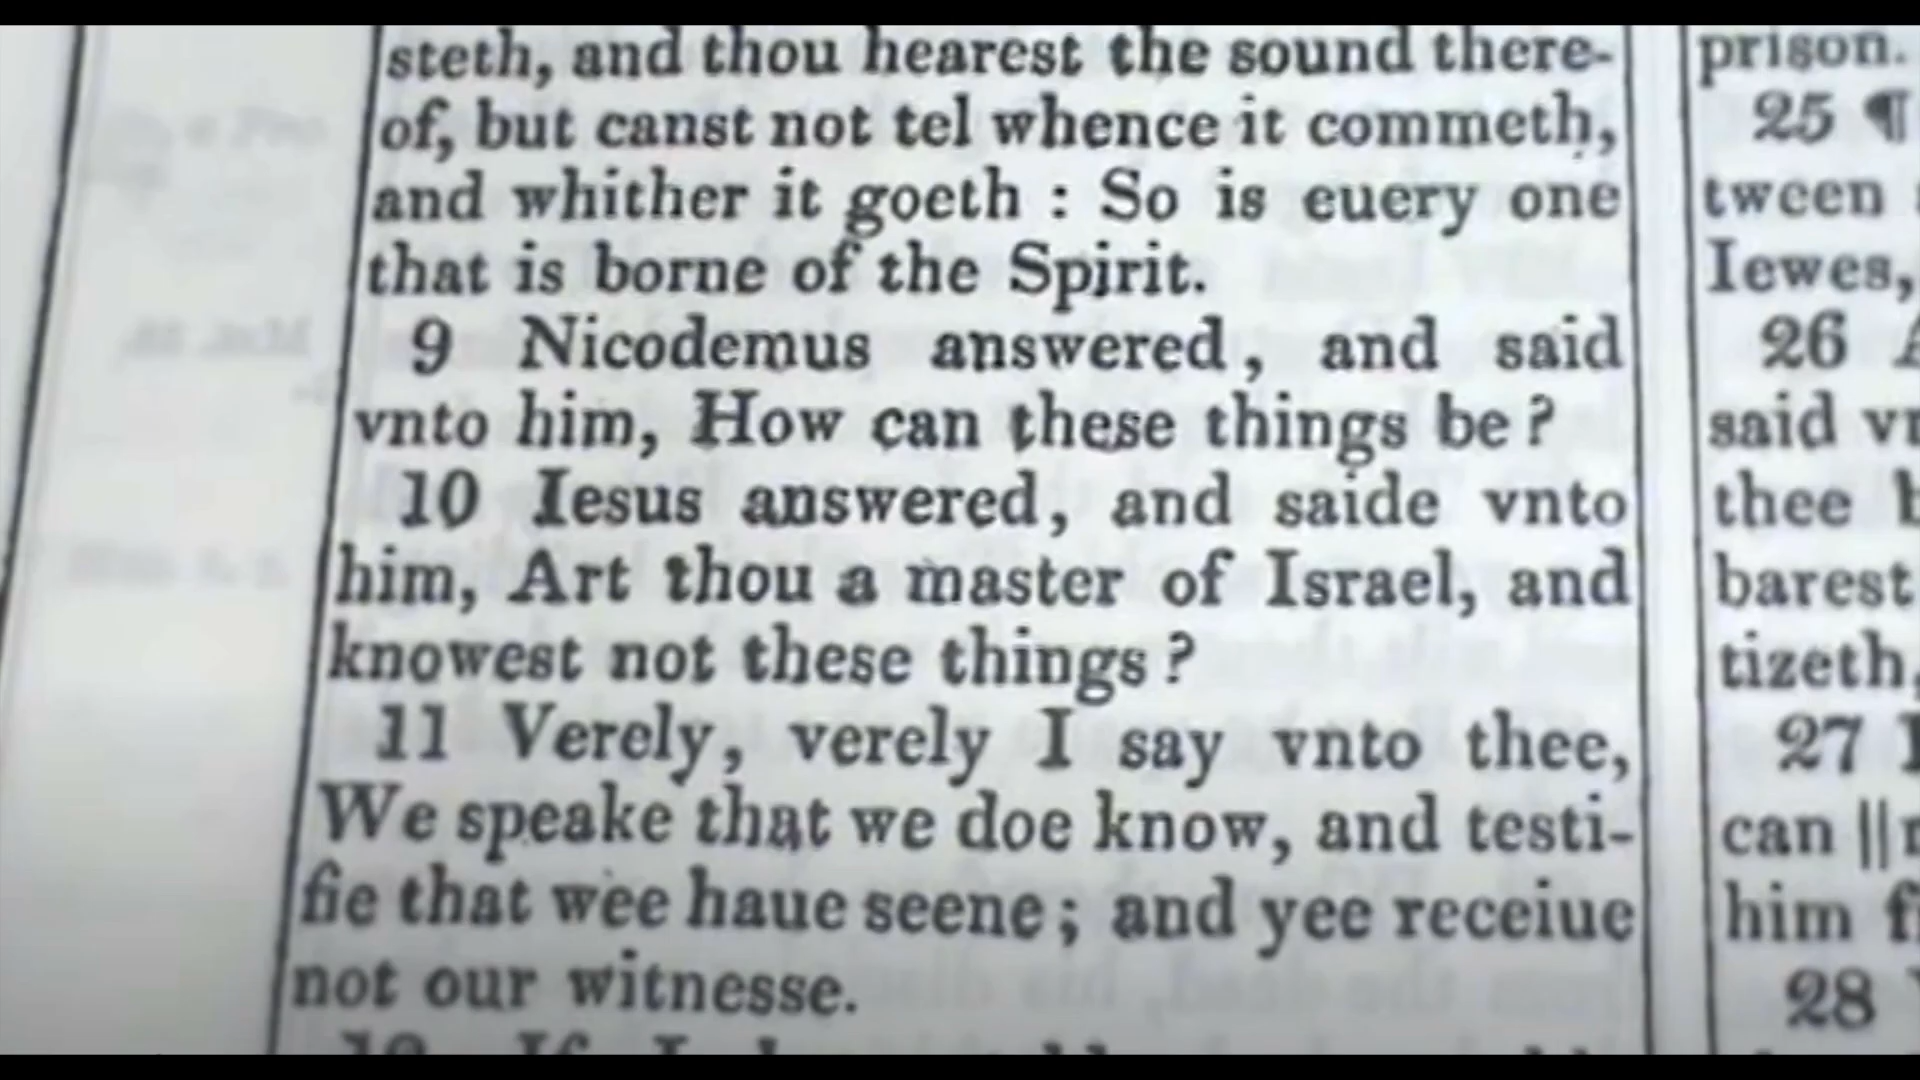 steth, and thou hearest the sound there-
of, but canst not tel whence it commeth,
and whither it goeth : So is euery one
that is borne of the Spirit.
9 Nicodemus answered, and said
vnto him, How can these things be?
10 Iesus answered, and saide vnto
him, Art thou a master of Israel, and
knowest not these things?
11 Verely, verely I say vnto thee,
We speake that we doe know, and testi-
fie that wee haue seene; and yee receiue
not our witnesse.
prison.
25 ¶
tween
Iewes,
26
said
thee
barest
tizeth,
27
can ||
him
28